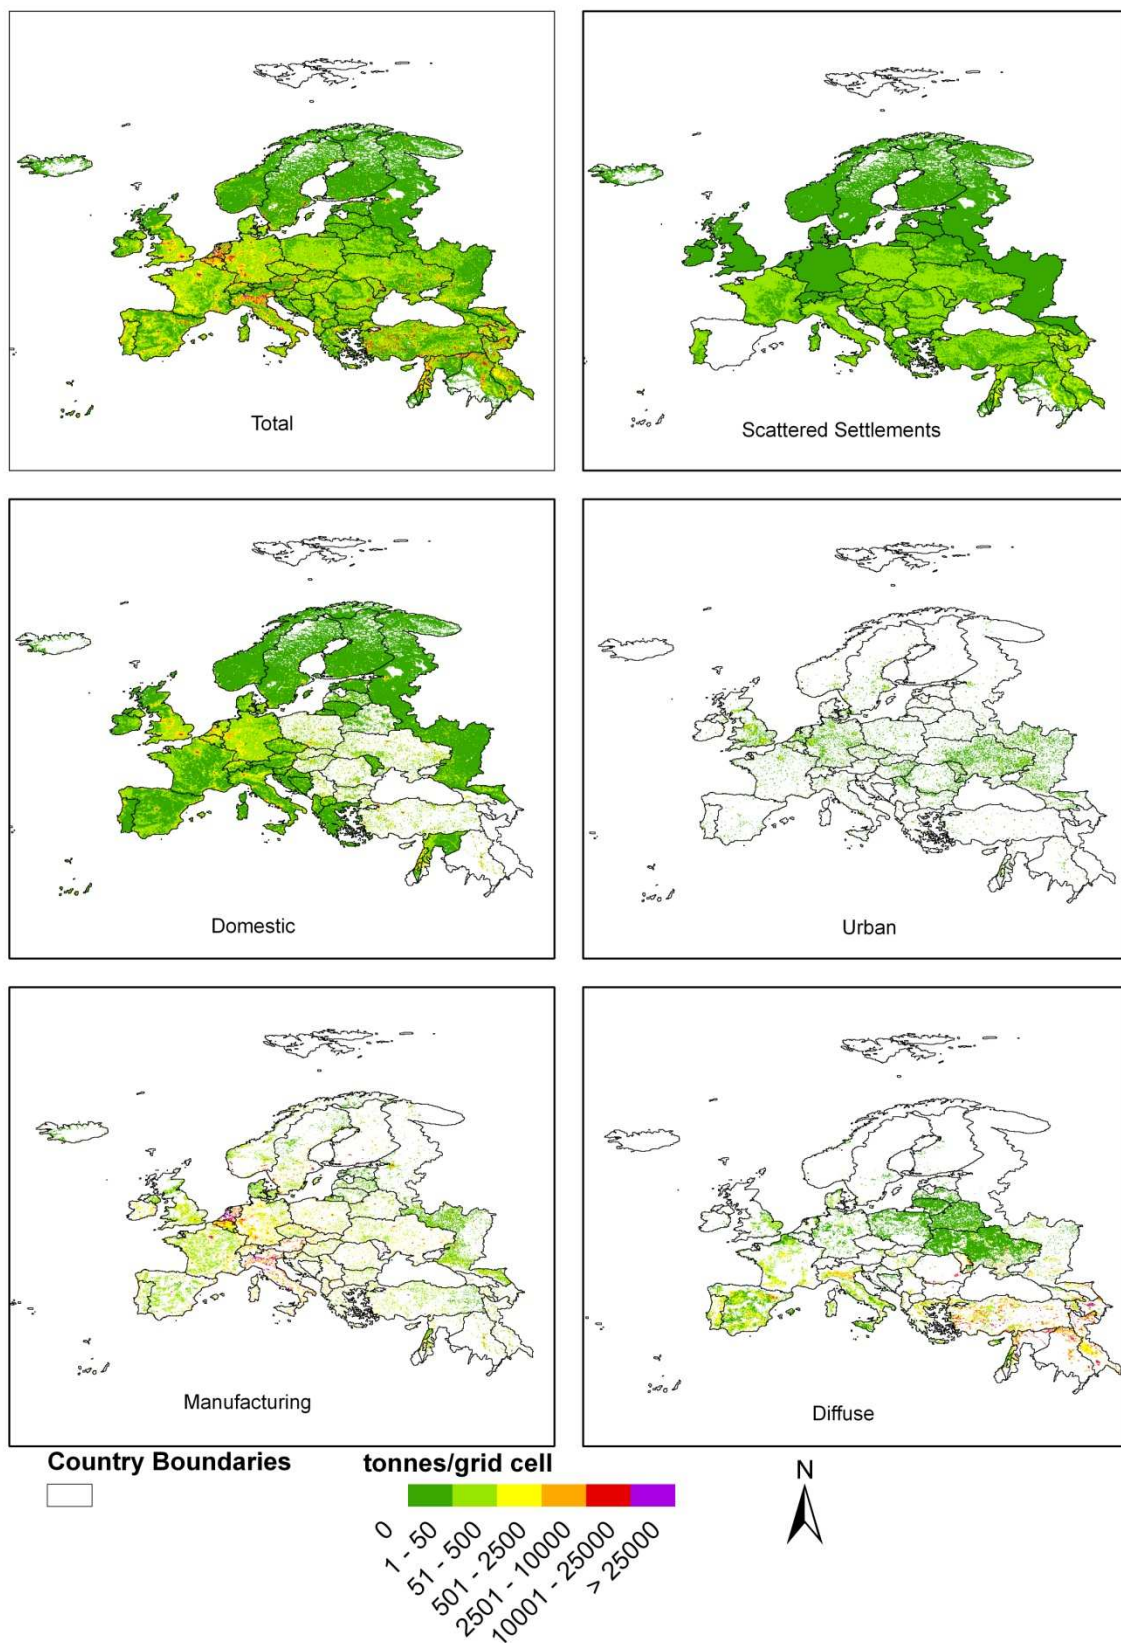 Total
Scattered Settlements
Domestic
Urban
Manufacturing
Diffuse
Country Boundaries
tonnes/grid cell
N
0
1 - 50
51 - 500
501 - 2500
2501 - 10000
10001 - 25000
> 25000